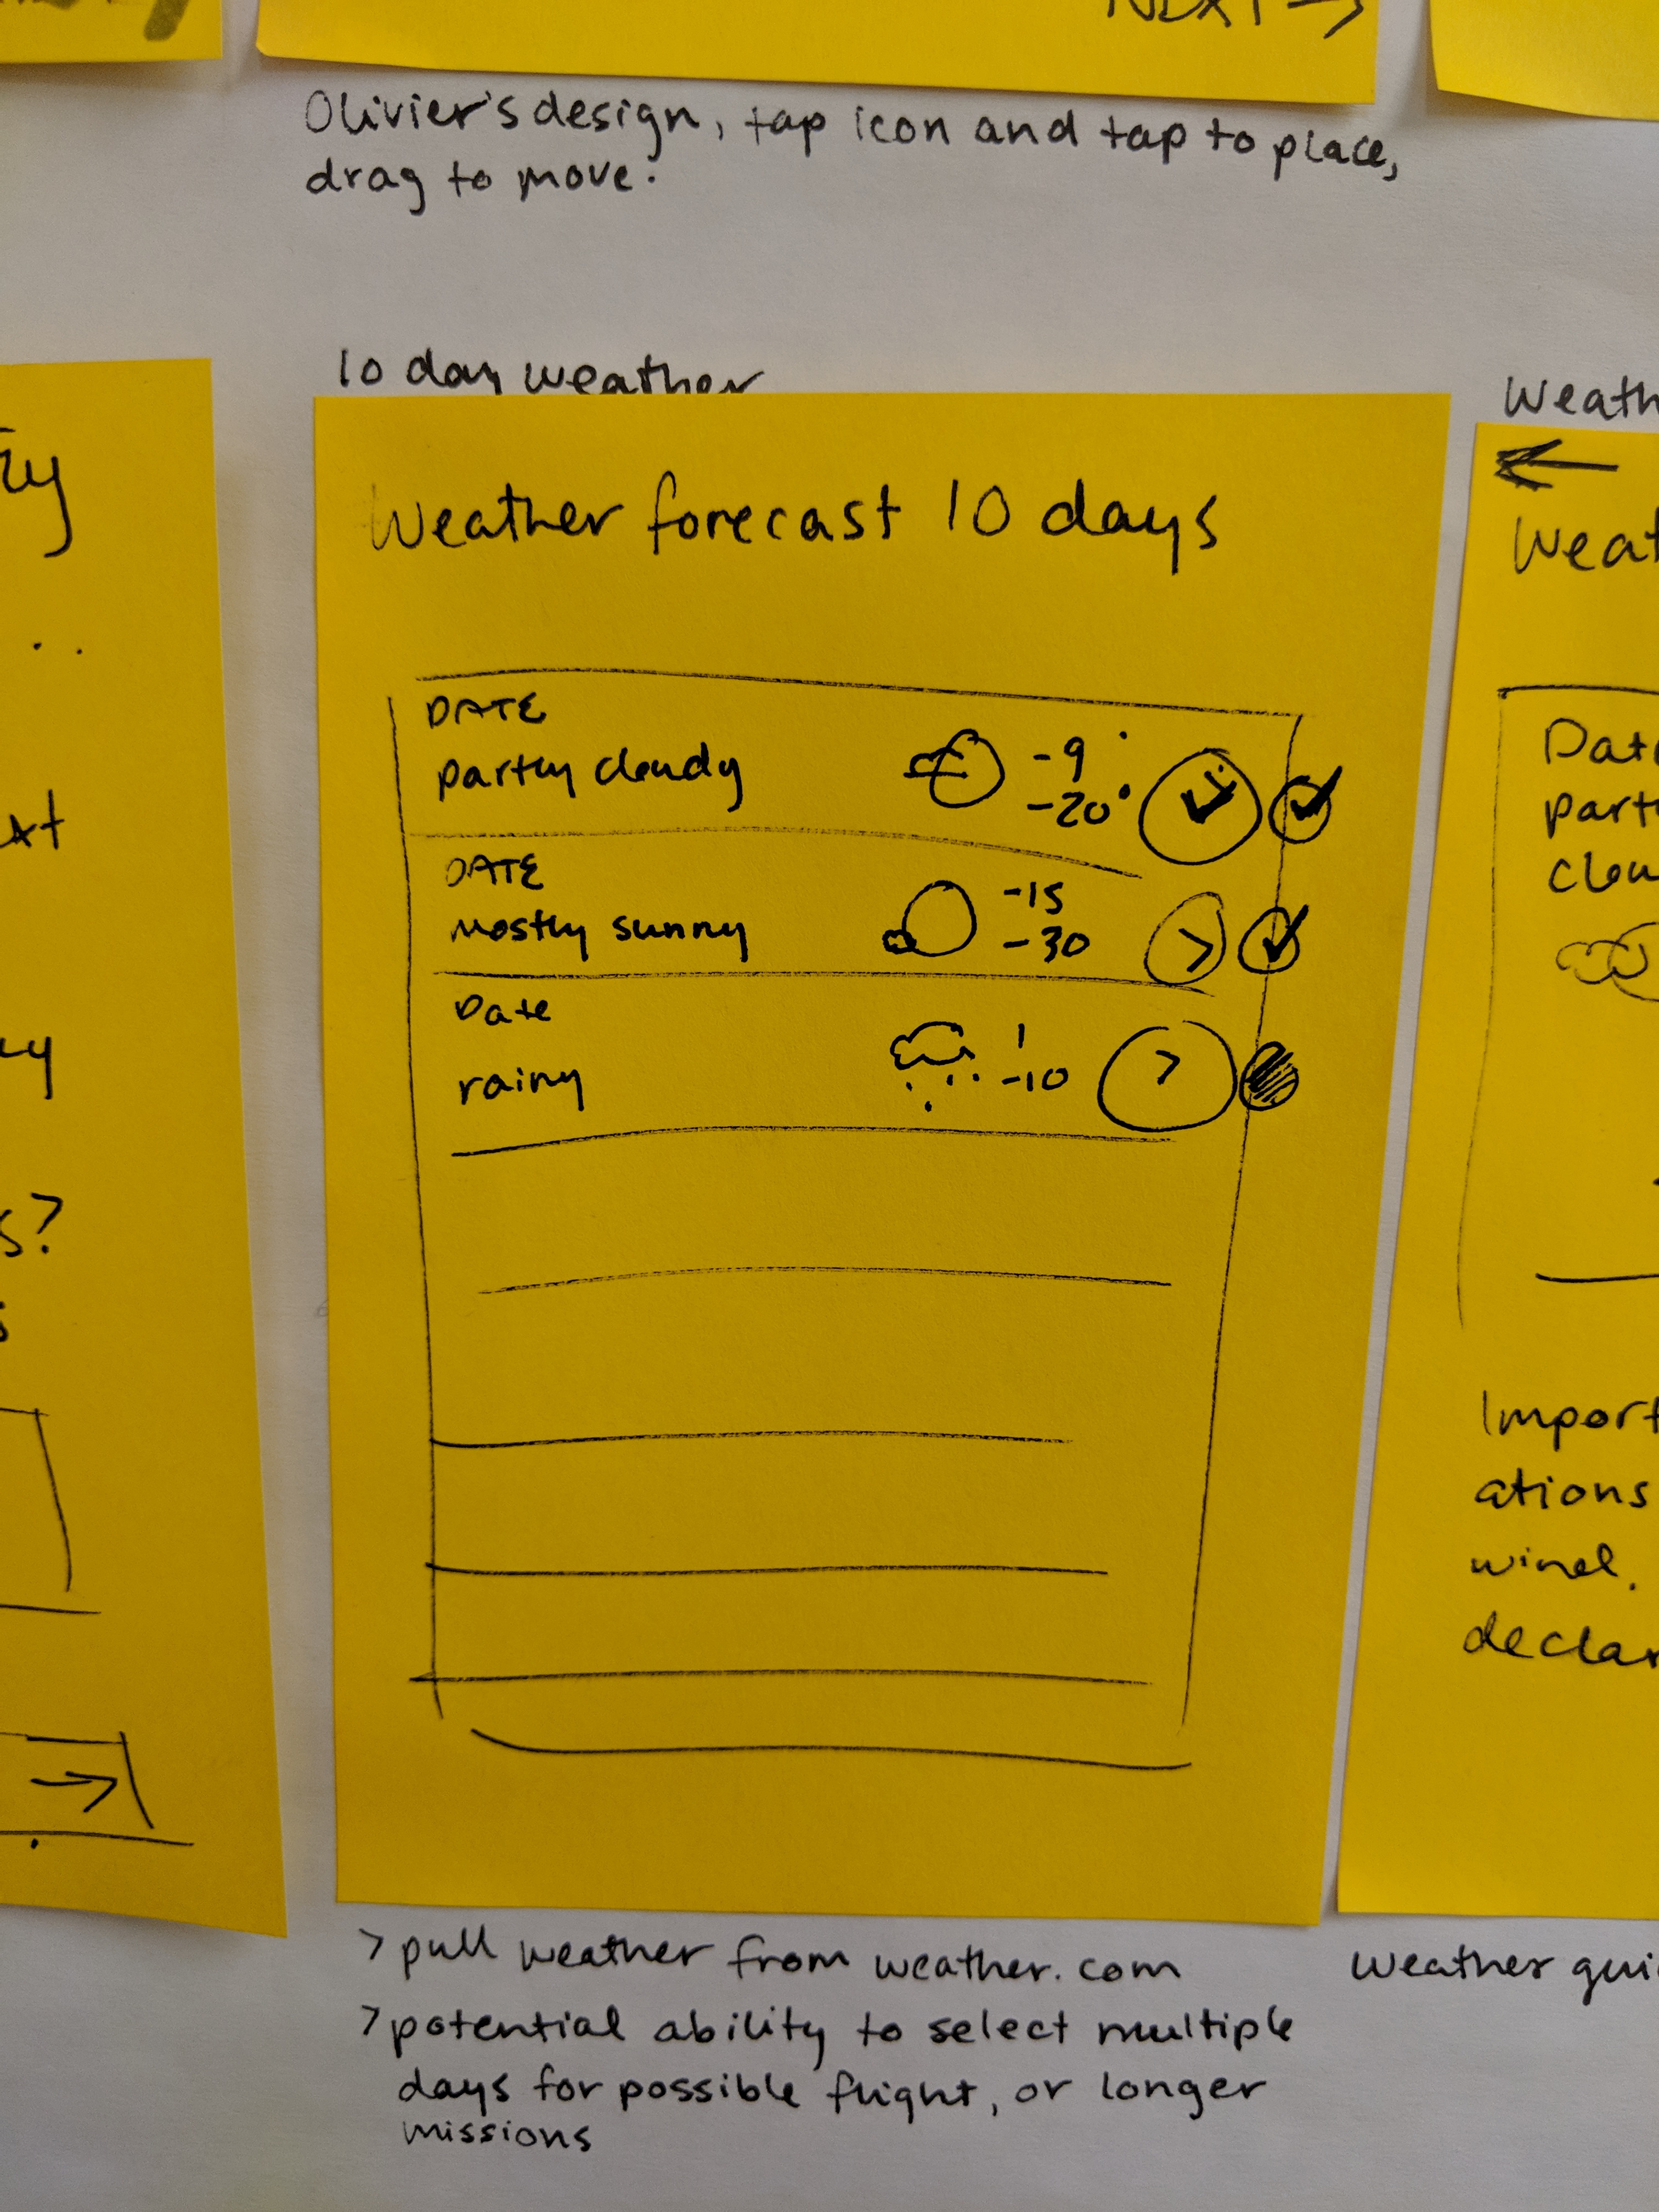 NEXT →
Olivier's design, tap icon and tap to place,
drag to move.
10 day weather
Weather forecast 10 days
DATE
partly cloudy
-9°
-20°
DATE
mostly sunny
-15
-30
>
Date
rainy
1
-10
>
> pull weather from weather.com
> potential ability to select multiple
days for possible flight, or longer
missions
s?
→
Weath
←
Weat
Date
part
clou
Import
ations
wind.
declar
Weather gui